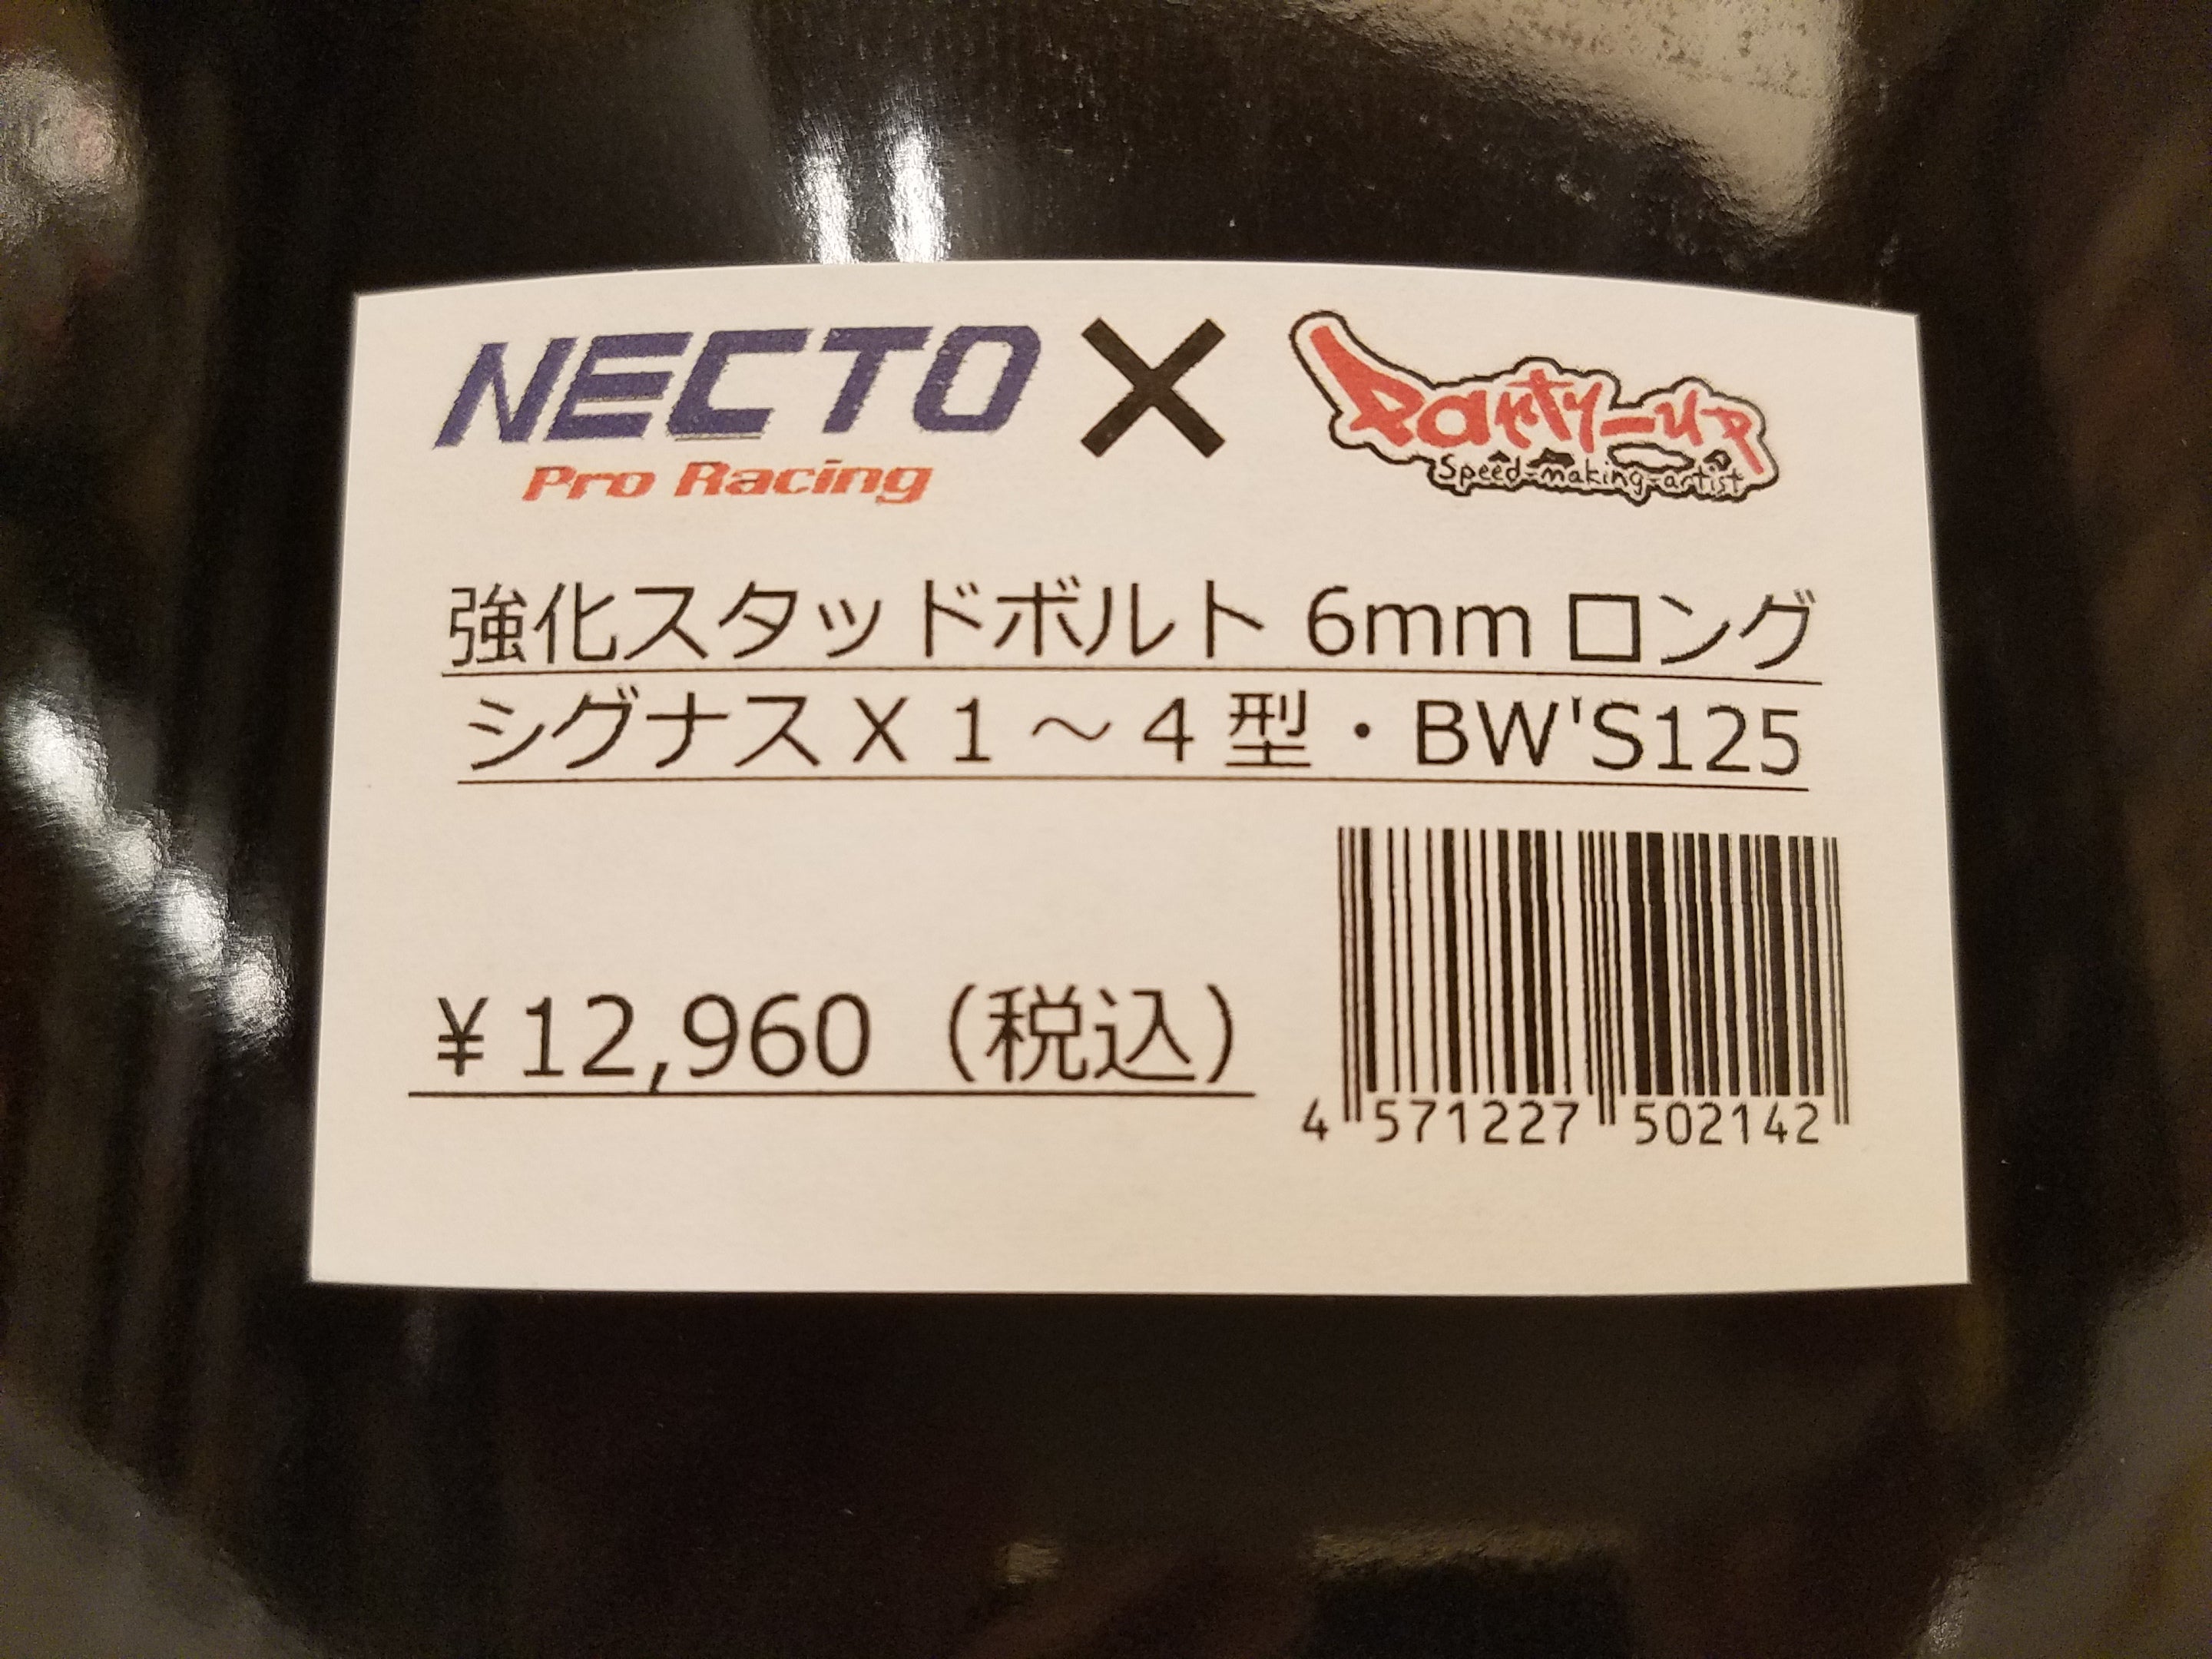 NECTO × Party-up
Pro Racing Speed-making-artist
強化スタッドボルト 6mm ロング
シグナス X 1 ～ 4 型・BW'S125
¥ 12,960（税込）
4 571227 502142